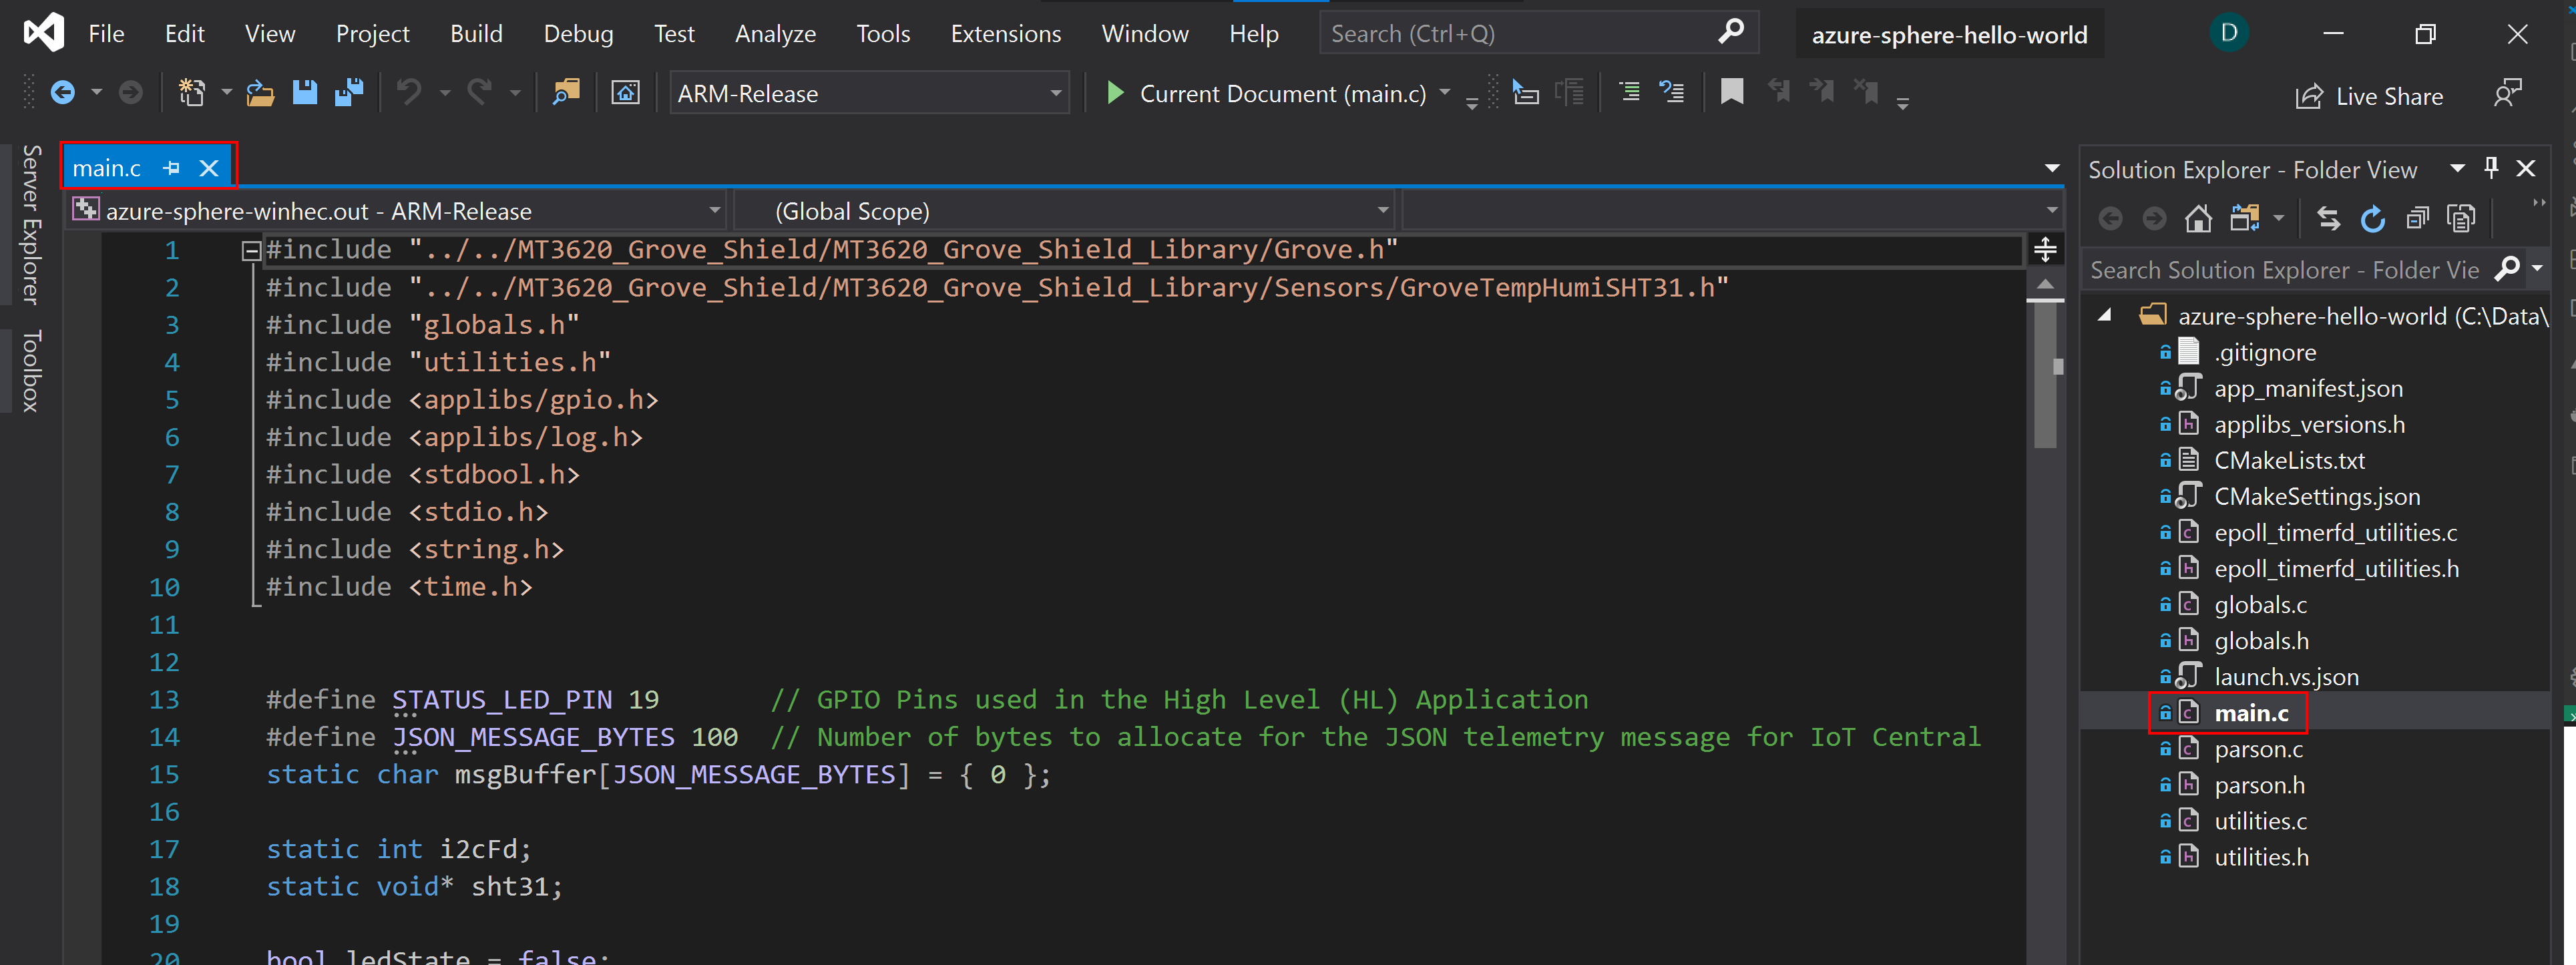 File Edit View Project Build Debug Test Analyze Tools Extensions Window Help Search (Ctrl+Q) azure-sphere-hello-world D
ARM-Release Current Document (main.c) Live Share
Server Explorer
Toolbox
main.c
azure-sphere-winhec.out - ARM-Release (Global Scope)
1 #include "../../MT3620_Grove_Shield/MT3620_Grove_Shield_Library/Grove.h"
2 #include "../../MT3620_Grove_Shield/MT3620_Grove_Shield_Library/Sensors/GroveTempHumiSHT31.h"
3 #include "globals.h"
4 #include "utilities.h"
5 #include <applibs/gpio.h>
6 #include <applibs/log.h>
7 #include <stdbool.h>
8 #include <stdio.h>
9 #include <string.h>
10 #include <time.h>
11
12
13 #define STATUS_LED_PIN 19 // GPIO Pins used in the High Level (HL) Application
14 #define JSON_MESSAGE_BYTES 100 // Number of bytes to allocate for the JSON telemetry message for IoT Central
15 static char msgBuffer[JSON_MESSAGE_BYTES] = { 0 };
16
17 static int i2cFd;
18 static void* sht31;
19
20 bool ledState = false;
Solution Explorer - Folder View
Search Solution Explorer - Folder Vie
azure-sphere-hello-world (C:\Data\
.gitignore
app_manifest.json
applibs_versions.h
CMakeLists.txt
CMakeSettings.json
epoll_timerfd_utilities.c
epoll_timerfd_utilities.h
globals.c
globals.h
launch.vs.json
main.c
parson.c
parson.h
utilities.c
utilities.h